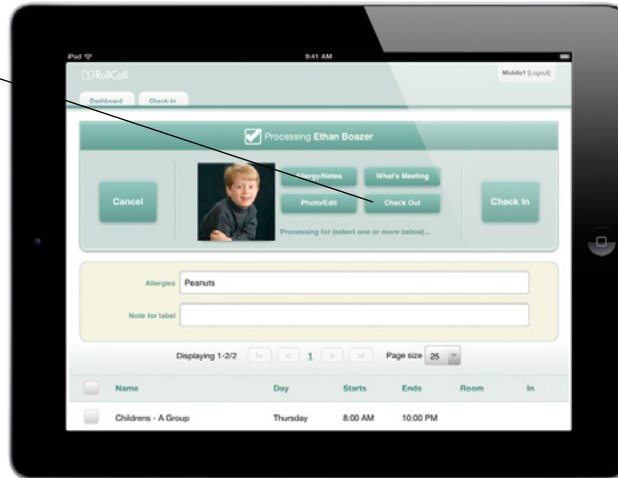 iPad 9:41 AM
RollCall
Mobile1 [Logout]
Dashboard Check-In
Processing Ethan Boazer
Allergy/Notes What's Meeting
Cancel Photo/Edit Check Out Check In
Processing for (select one or more below)...
Allergies Peanuts
Note for label
Displaying 1-2/2 |< < 1 > >| Page size 25
Name Day Starts Ends Room In
Childrens - A Group Thursday 8:00 AM 10:00 PM